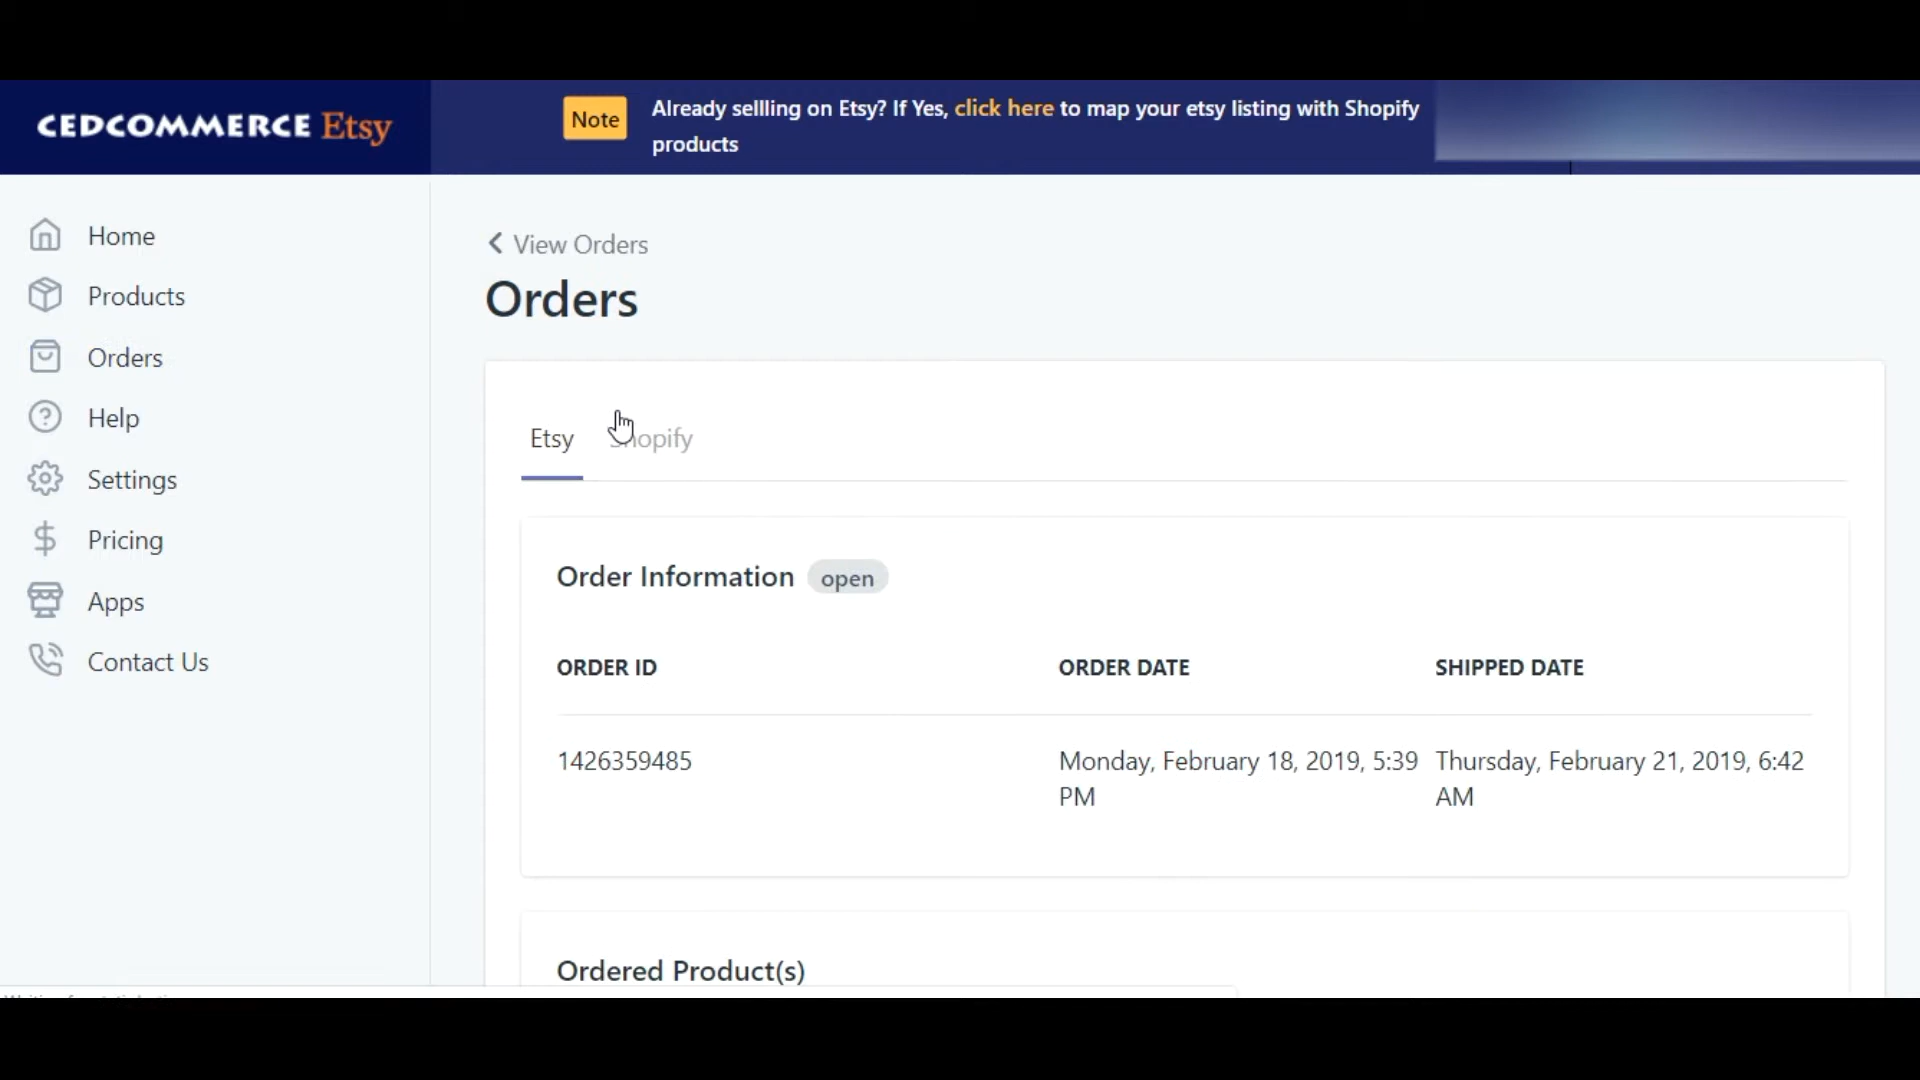 CEDCOMMERCE Etsy
Note
Already sellling on Etsy? If Yes, click here to map your etsy listing with Shopify
products
Home
Products
Orders
Help
Settings
Pricing
Apps
Contact Us
View Orders
Orders
Etsy
Shopify
Order Information open
ORDER ID
ORDER DATE
SHIPPED DATE
1426359485
Monday, February 18, 2019, 5:39
PM
Thursday, February 21, 2019, 6:42
AM
Ordered Product(s)